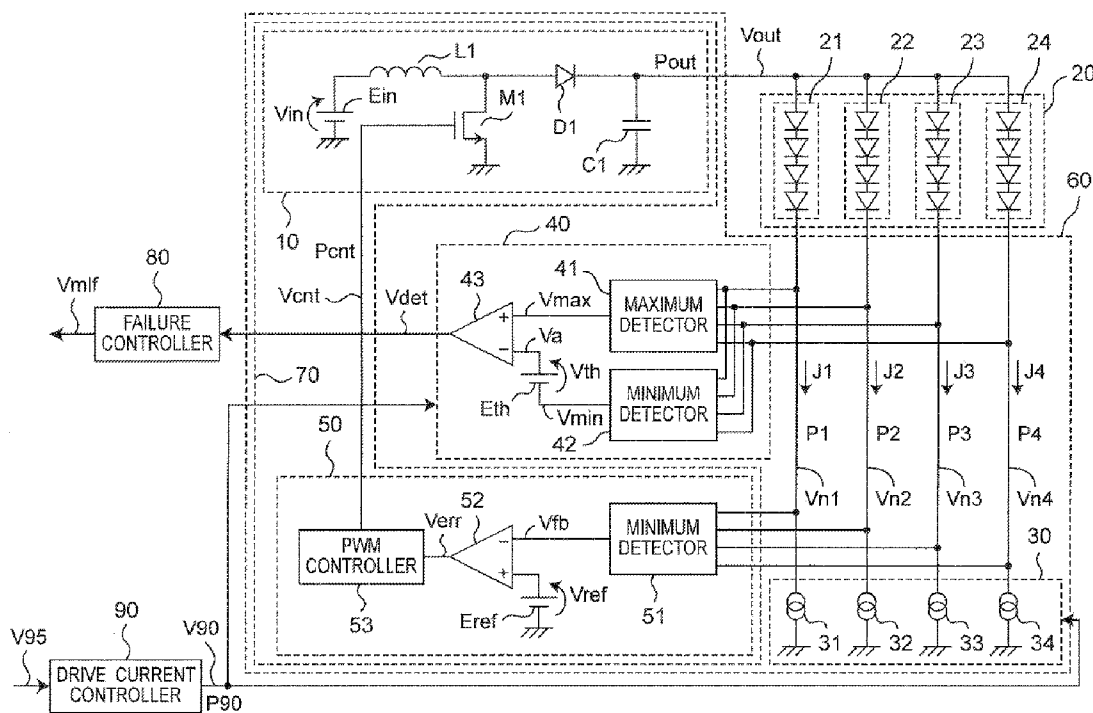 L1
Vin
Ein
M1
D1
C1
Pout
Vout
21
22
23
24
20
60
10
Pcnt
Vcnt
Vdet
40
43
Vmax
Va
41
MAXIMUM
DETECTOR
Vth
Eth
Vmin
MINIMUM
DETECTOR
42
Vmlf
80
FAILURE
CONTROLLER
70
J1
J2
J3
J4
P1
P2
P3
P4
Vn1
Vn2
Vn3
Vn4
50
Verr
52
Vfb
MINIMUM
DETECTOR
51
PWM
CONTROLLER
53
Eref
Vref
30
31
32
33
34
V95
90
DRIVE CURRENT
CONTROLLER
V90
P90